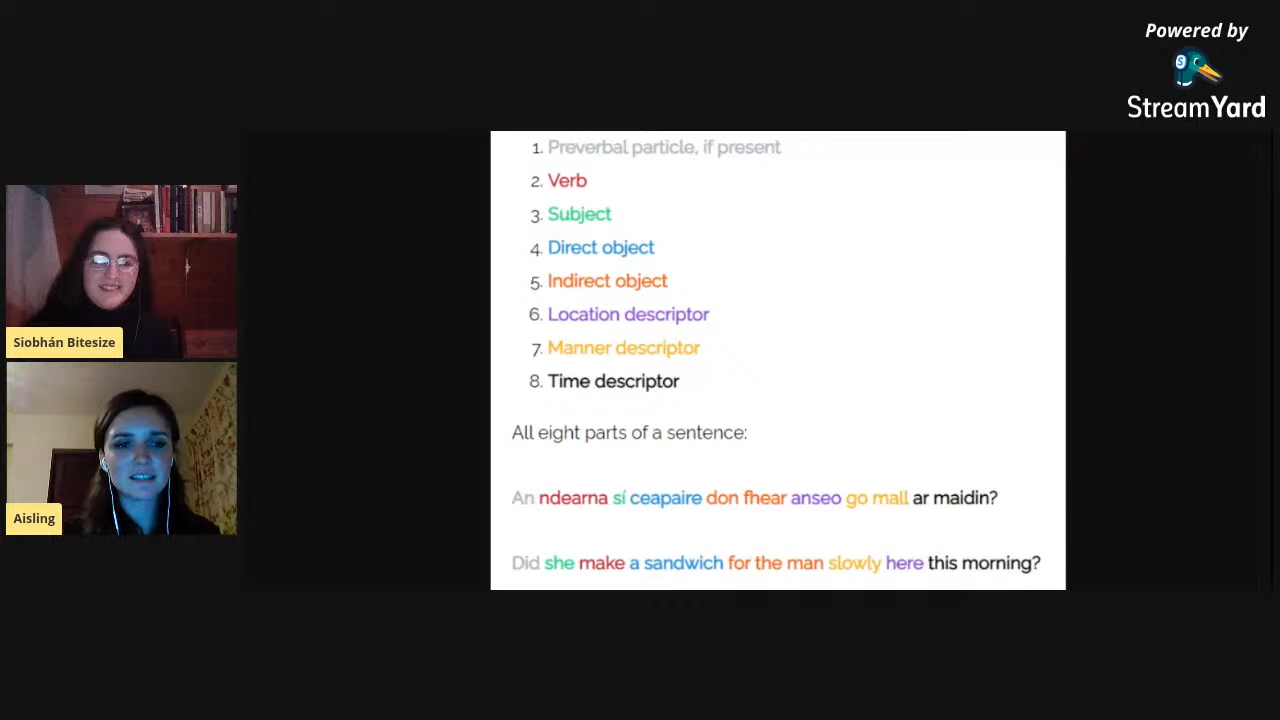 Powered by
StreamYard
1. Preverbal particle, if present
2. Verb
3. Subject
4. Direct object
5. Indirect object
6. Location descriptor
7. Manner descriptor
8. Time descriptor
All eight parts of a sentence:
An ndearna sí ceapaire don fhear anseo go mall ar maidin?
Did she make a sandwich for the man slowly here this morning?
Siobhán Bitesize
Aisling